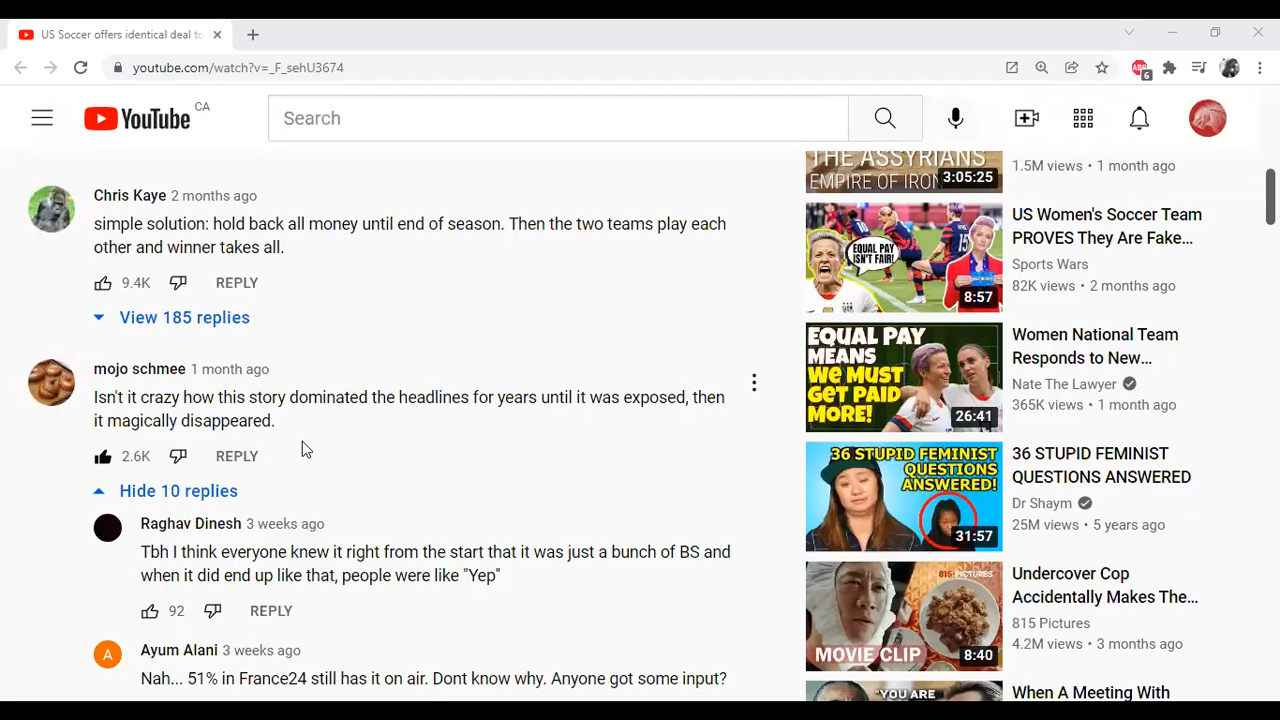 US Soccer offers identical deal to
youtube.com/watch?v=_F_sehU3674
6
YouTube CA
Search
Chris Kaye 2 months ago
simple solution: hold back all money until end of season. Then the two teams play each
other and winner takes all.
9.4K REPLY
View 185 replies
mojo schmee 1 month ago
Isn't it crazy how this story dominated the headlines for years until it was exposed, then
it magically disappeared.
2.6K REPLY
Hide 10 replies
Raghav Dinesh 3 weeks ago
Tbh I think everyone knew it right from the start that it was just a bunch of BS and
when it did end up like that, people were like "Yep"
92 REPLY
A
Ayum Alani 3 weeks ago
Nah... 51% in France24 still has it on air. Dont know why. Anyone got some input?
THE ASSYRIANS
EMPIRE OF IRON
3:05:25
1.5M views • 1 month ago
EQUAL PAY
ISN'T FAIR!
8:57
US Women's Soccer Team
PROVES They Are Fake...
Sports Wars
82K views • 2 months ago
EQUAL PAY
MEANS
WE MUST
GET PAID
MORE!
26:41
Women National Team
Responds to New...
Nate The Lawyer
365K views • 1 month ago
36 STUPID FEMINIST
QUESTIONS
ANSWERED!
31:57
36 STUPID FEMINIST
QUESTIONS ANSWERED
Dr Shaym
25M views • 5 years ago
815 PICTURES
MOVIE CLIP
8:40
Undercover Cop
Accidentally Makes The...
815 Pictures
4.2M views • 3 months ago
"YOU ARE
When A Meeting With